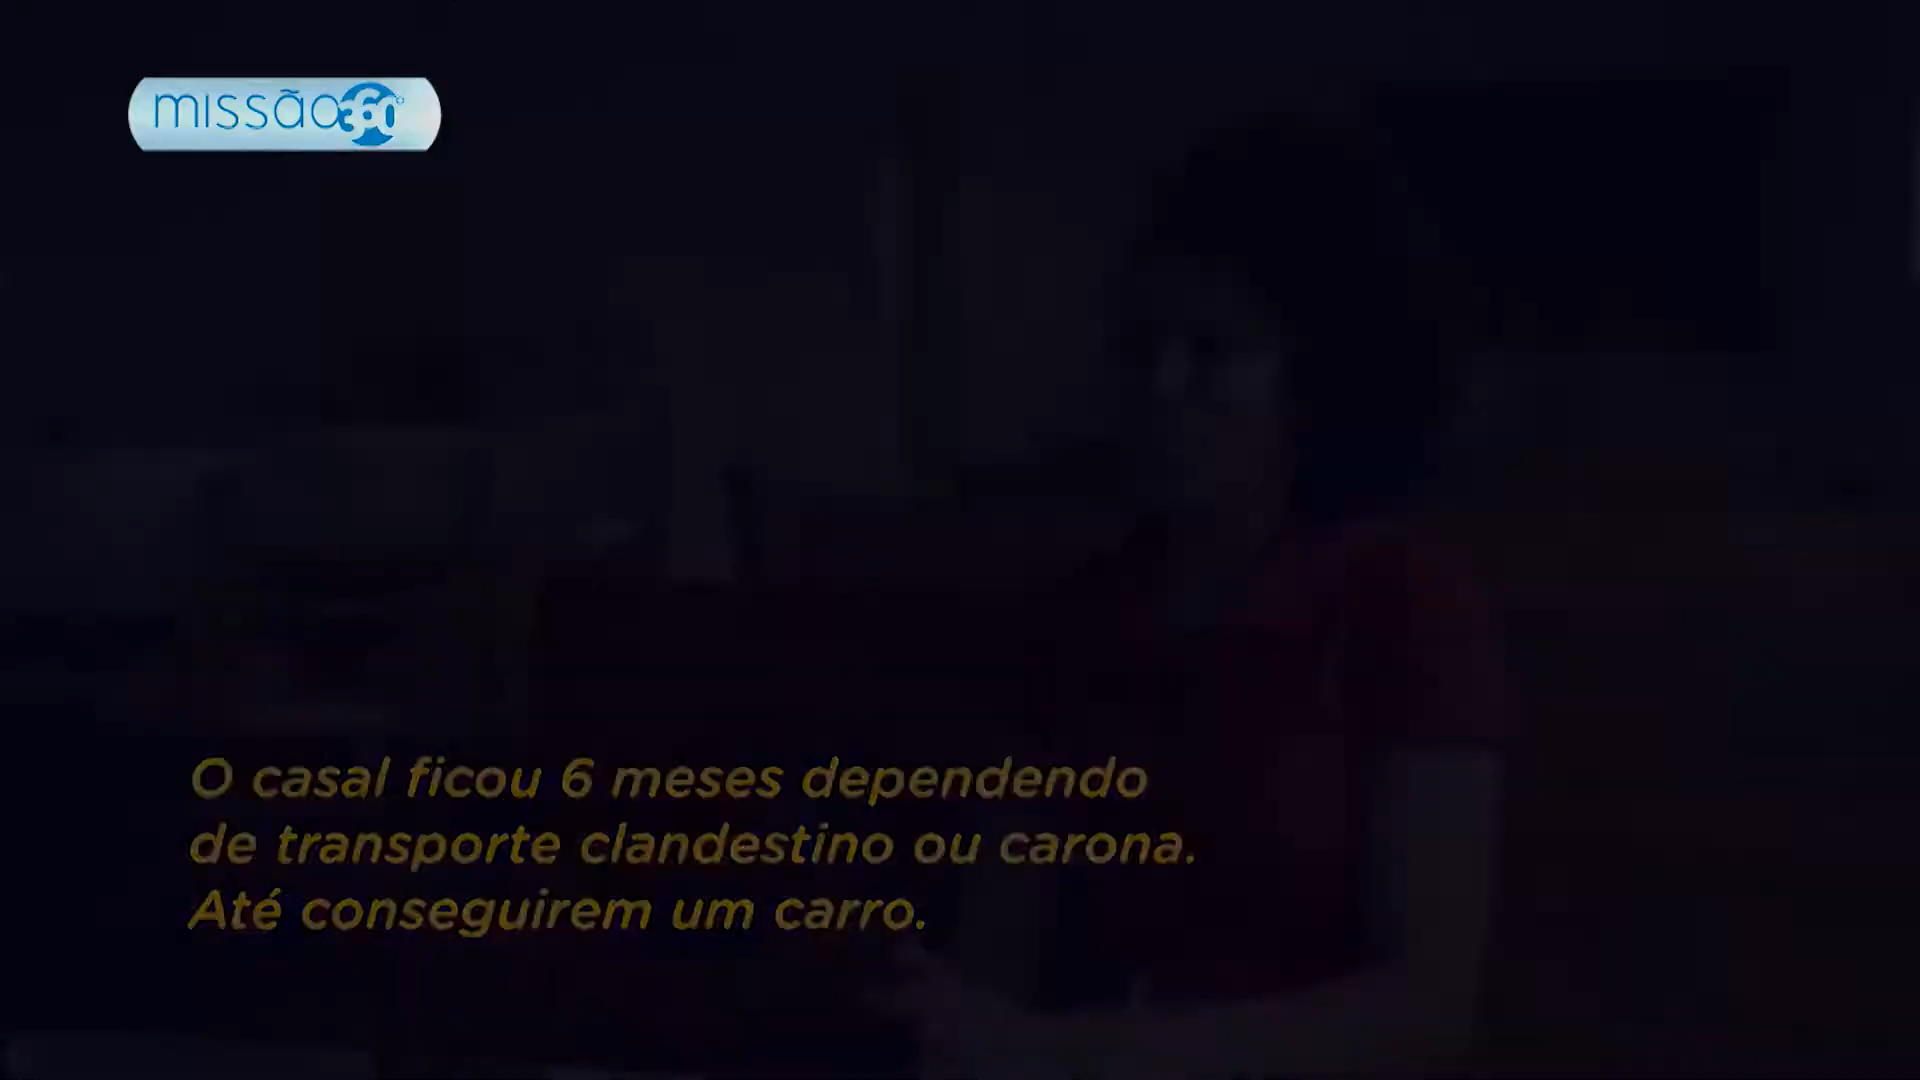 missão360°
O casal ficou 6 meses dependendo
de transporte clandestino ou carona.
Até conseguirem um carro.